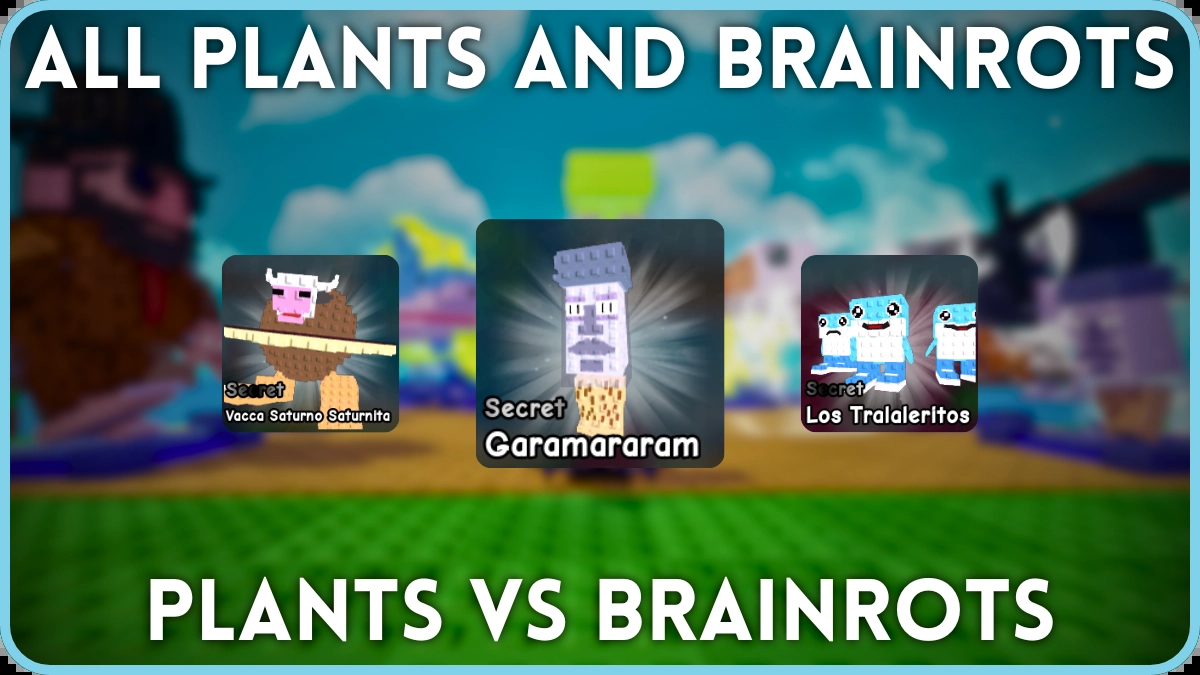 ALL PLANTS AND BRAINROTS
Secret
Vacca Saturno Saturnita
Secret
Garamararam
Secret
Los Tralaleritos
PLANTS VS BRAINROTS